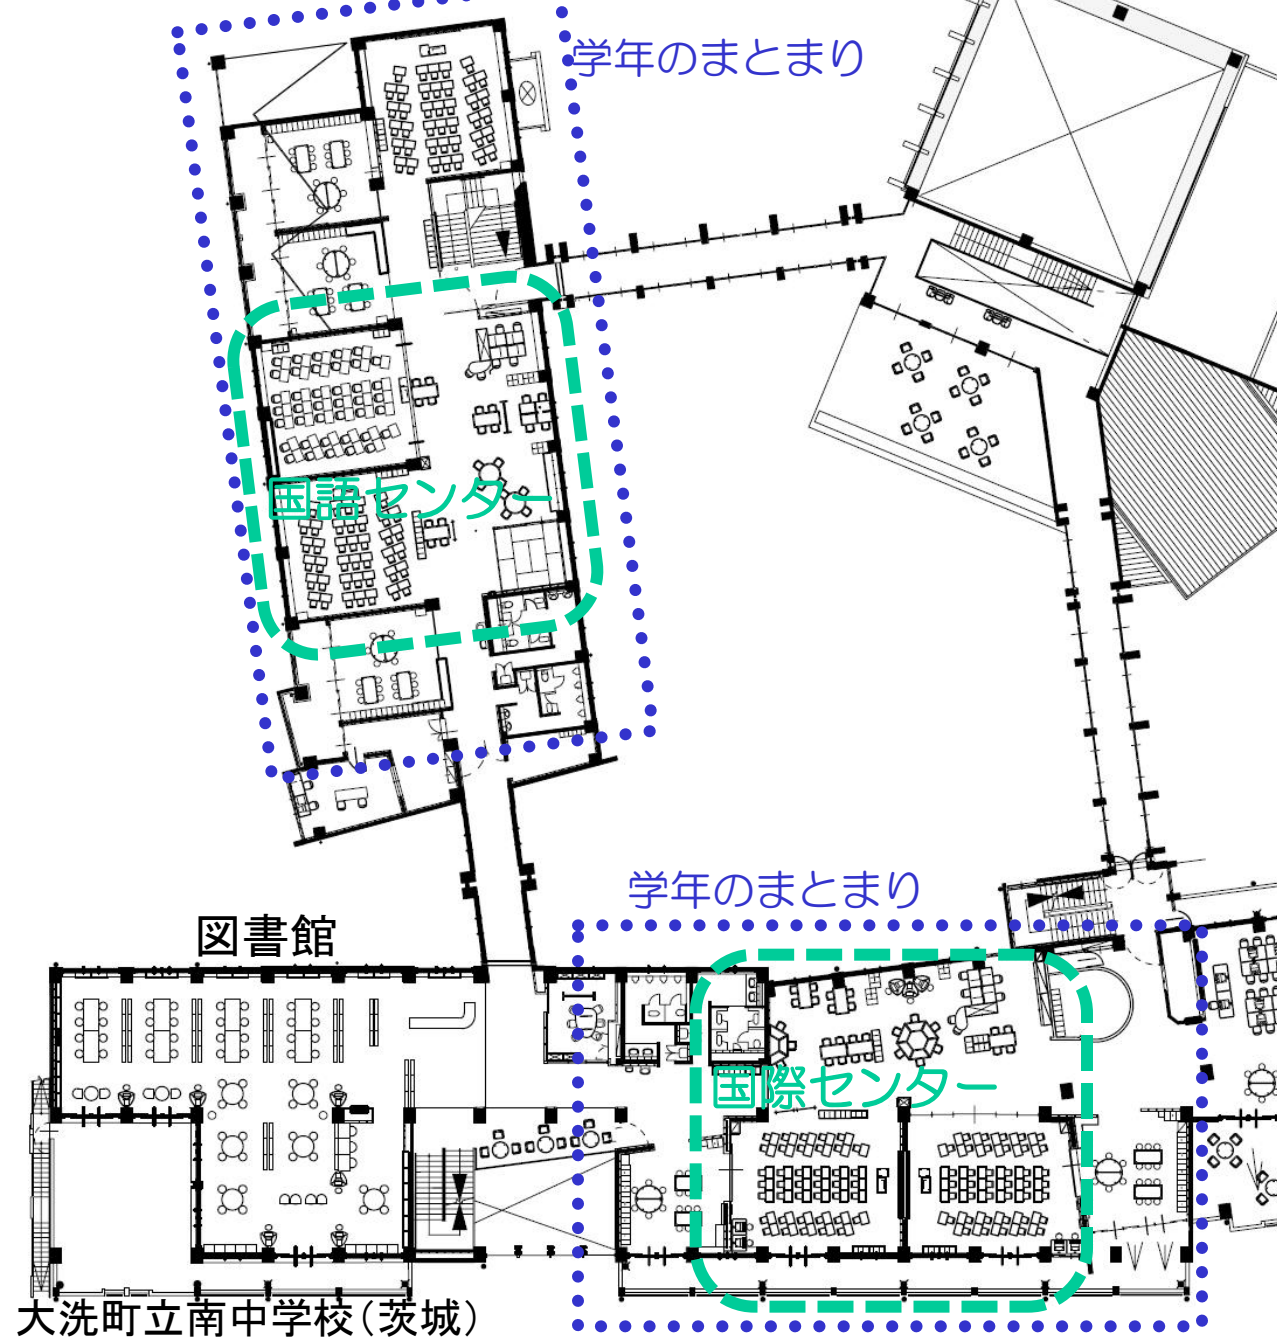 学年のまとまり
国語センター
学年のまとまり
図書館
国際センター
大洗町立南中学校（茨城）